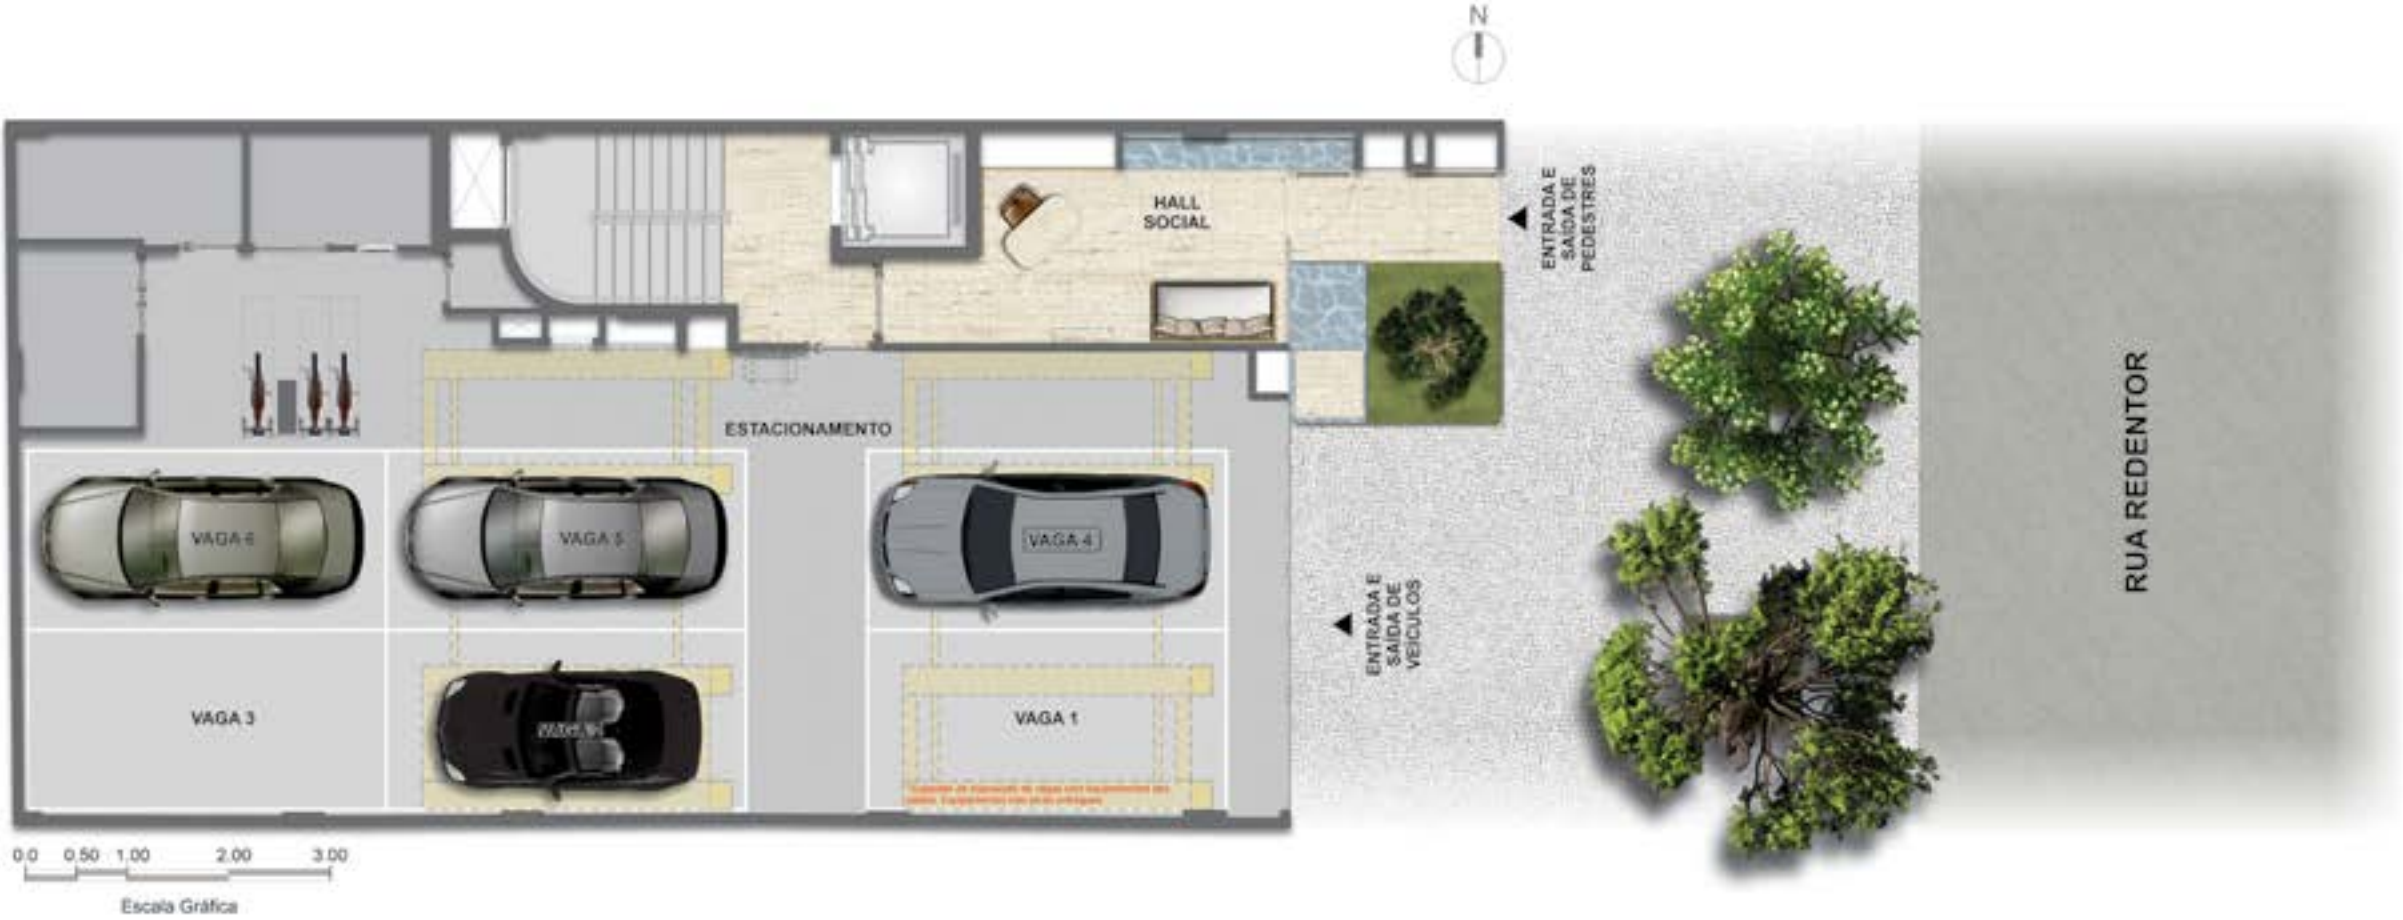 N
HALL
SOCIAL
ENTRADA E
SAÍDA DE
PEDESTRES
ESTACIONAMENTO
VAGA 6
VAGA 5
VAGA 4
ENTRADA E
SAÍDA DE
VEÍCULOS
RUA REDENTOR
VAGA 3
VAGA 1
0.0 0.50 1.00 2.00 3.00
Escala Gráfica